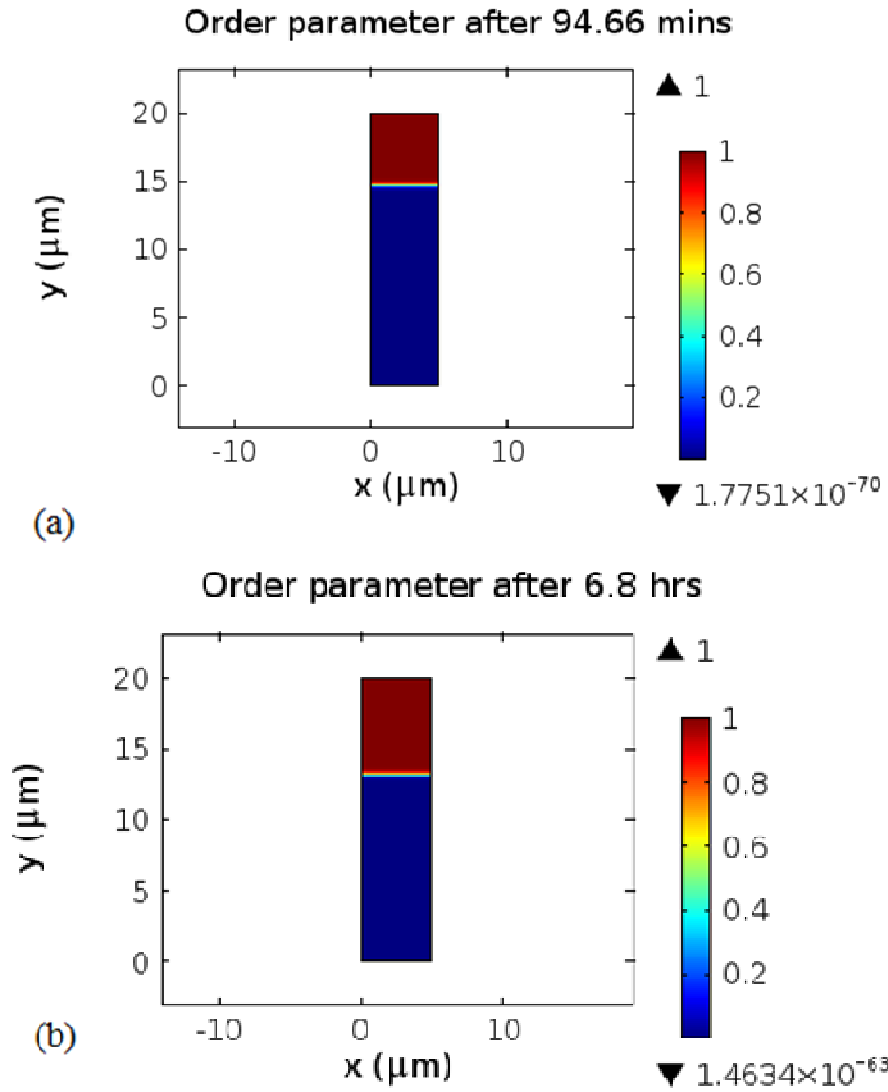 Order parameter after 94.66 mins
▲ 1
20
15
10
5
0
y (μm)
1
0.8
0.6
0.4
0.2
-10 0 10
x (μm)
▼ 1.7751×10⁻⁷⁰
(a)
Order parameter after 6.8 hrs
▲ 1
20
15
10
5
0
y (μm)
1
0.8
0.6
0.4
0.2
-10 0 10
x (μm)
▼ 1.4634×10⁻⁶³
(b)